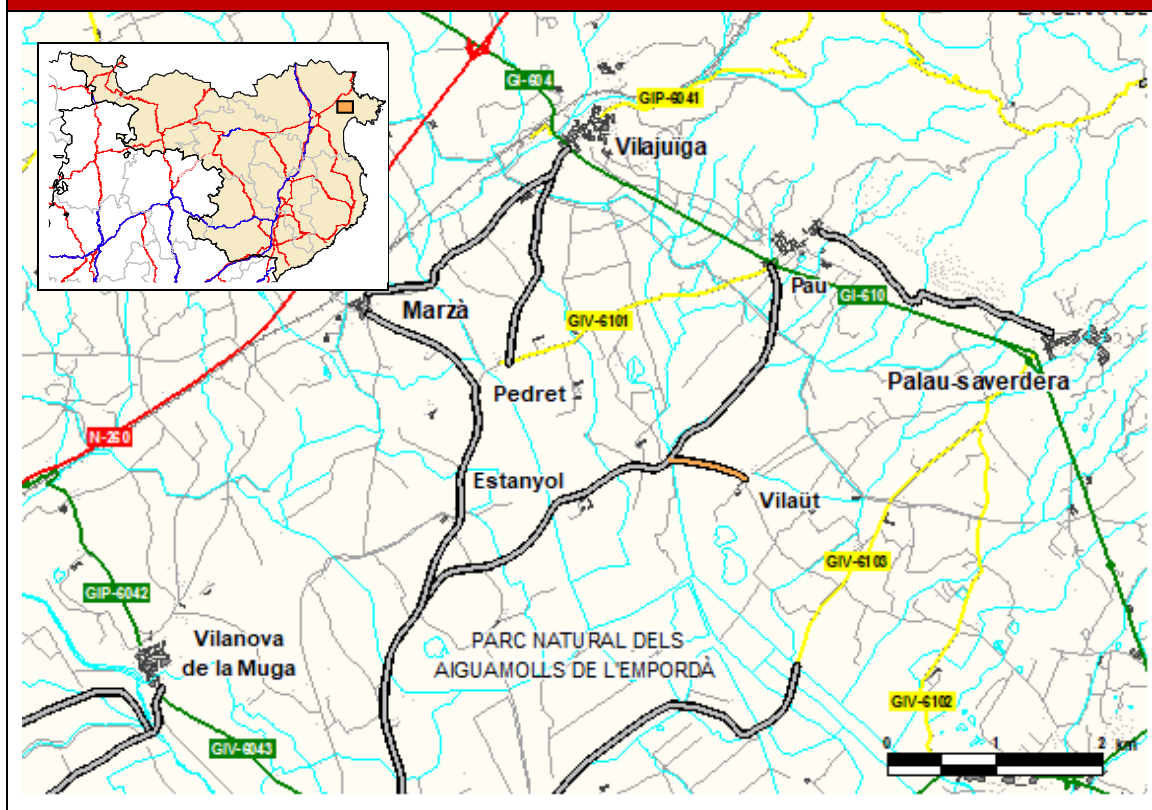 GI-604
GIP-6041
Vilajuïga
Pau
GI-610
Marzà
GIV-6101
Palau-saverdera
Pedret
N-260
Estanyol
Vilaüt
GIV-6103
GIP-6042
Vilanova
de la Muga
PARC NATURAL DELS
AIGUAMOLLS DE L'EMPORDÀ
GIV-6102
GIV-6043
0 1 2 km